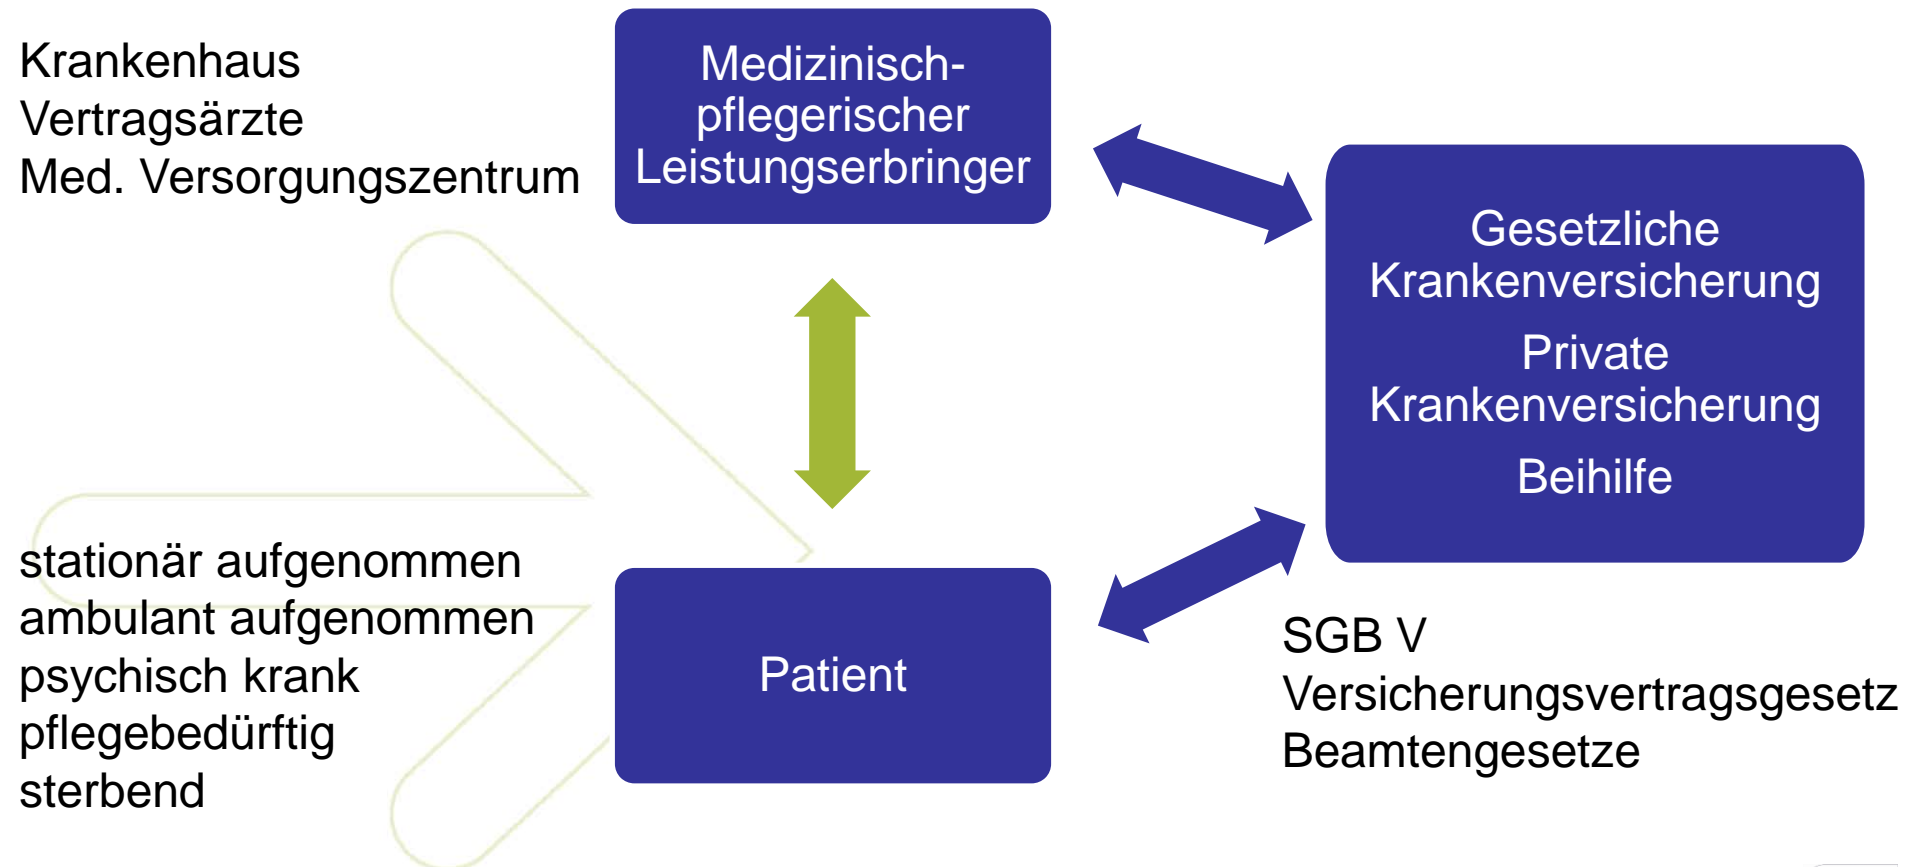 Krankenhaus
Vertragsärzte
Med. Versorgungszentrum
Medizinisch-
pflegerischer
Leistungserbringer
Gesetzliche
Krankenversicherung
Private
Krankenversicherung
Beihilfe
stationär aufgenommen
ambulant aufgenommen
psychisch krank
pflegebedürftig
sterbend
Patient
SGB V
Versicherungsvertragsgesetz
Beamtengesetze